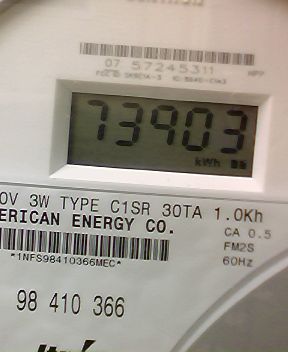 07 57245311
73903
kWh
0V 3W TYPE C1SR 30TA 1.0Kh
ERICAN ENERGY CO.
CA 0.5
FM2S
60Hz
*1NFS98410366MEC*
98 410 366